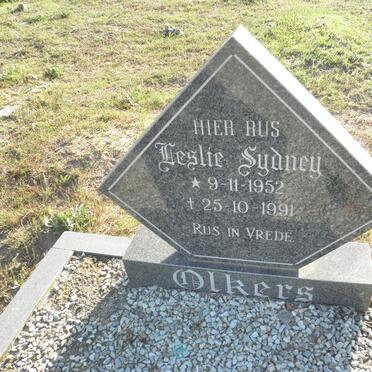 HIER RUS
Leslie Sydney
★ 9-11-1952
† 25-10-1991
RUS IN VREDE
Olkers